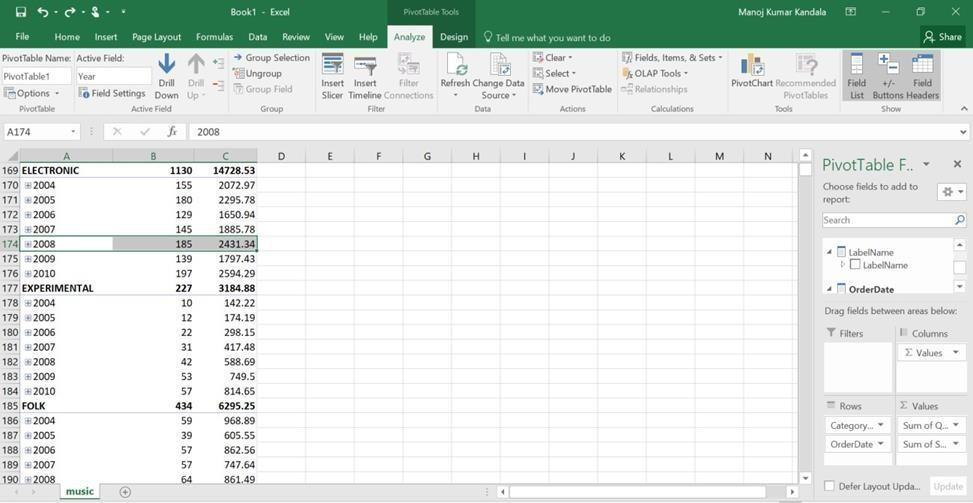 Book1 - Excel PivotTable Tools Manoj Kumar Kandala
File Home Insert Page Layout Formulas Data Review View Help Analyze Design Tell me what you want to do Share
PivotTable Name: Active Field:
PivotTable1 Year
Options Field Settings
Drill Down Drill Up
PivotTable Active Field
Group Selection
Ungroup
Group Field
Group
Insert Slicer Insert Timeline Filter Connections
Filter
Refresh Change Data Source
Data
Clear
Select
Move PivotTable
Actions
Fields, Items, & Sets
OLAP Tools
Relationships
Calculations
PivotChart Recommended PivotTables
Tools
Field List +/- Buttons Field Headers
Show
A174 fx 2008
A B C D E F G H I J K L M N
169 ELECTRONIC 1130 14728.53
170 2004 155 2072.97
171 2005 180 2295.78
172 2006 129 1650.94
173 2007 145 1885.78
174 2008 185 2431.34
175 2009 139 1797.43
176 2010 197 2594.29
177 EXPERIMENTAL 227 3184.88
178 2004 10 142.22
179 2005 12 174.19
180 2006 22 298.15
181 2007 31 417.48
182 2008 42 588.69
183 2009 53 749.5
184 2010 57 814.65
185 FOLK 434 6295.25
186 2004 59 968.89
187 2005 39 605.55
188 2006 57 862.56
189 2007 57 747.64
190 2008 64 861.49
music
PivotTable F..
Choose fields to add to
report:
Search
LabelName
LabelName
OrderDate
Drag fields between areas below:
Filters Columns
Σ Values
Rows Σ Values
Category... Sum of Q...
OrderDate Sum of S...
Defer Layout Upda... Update